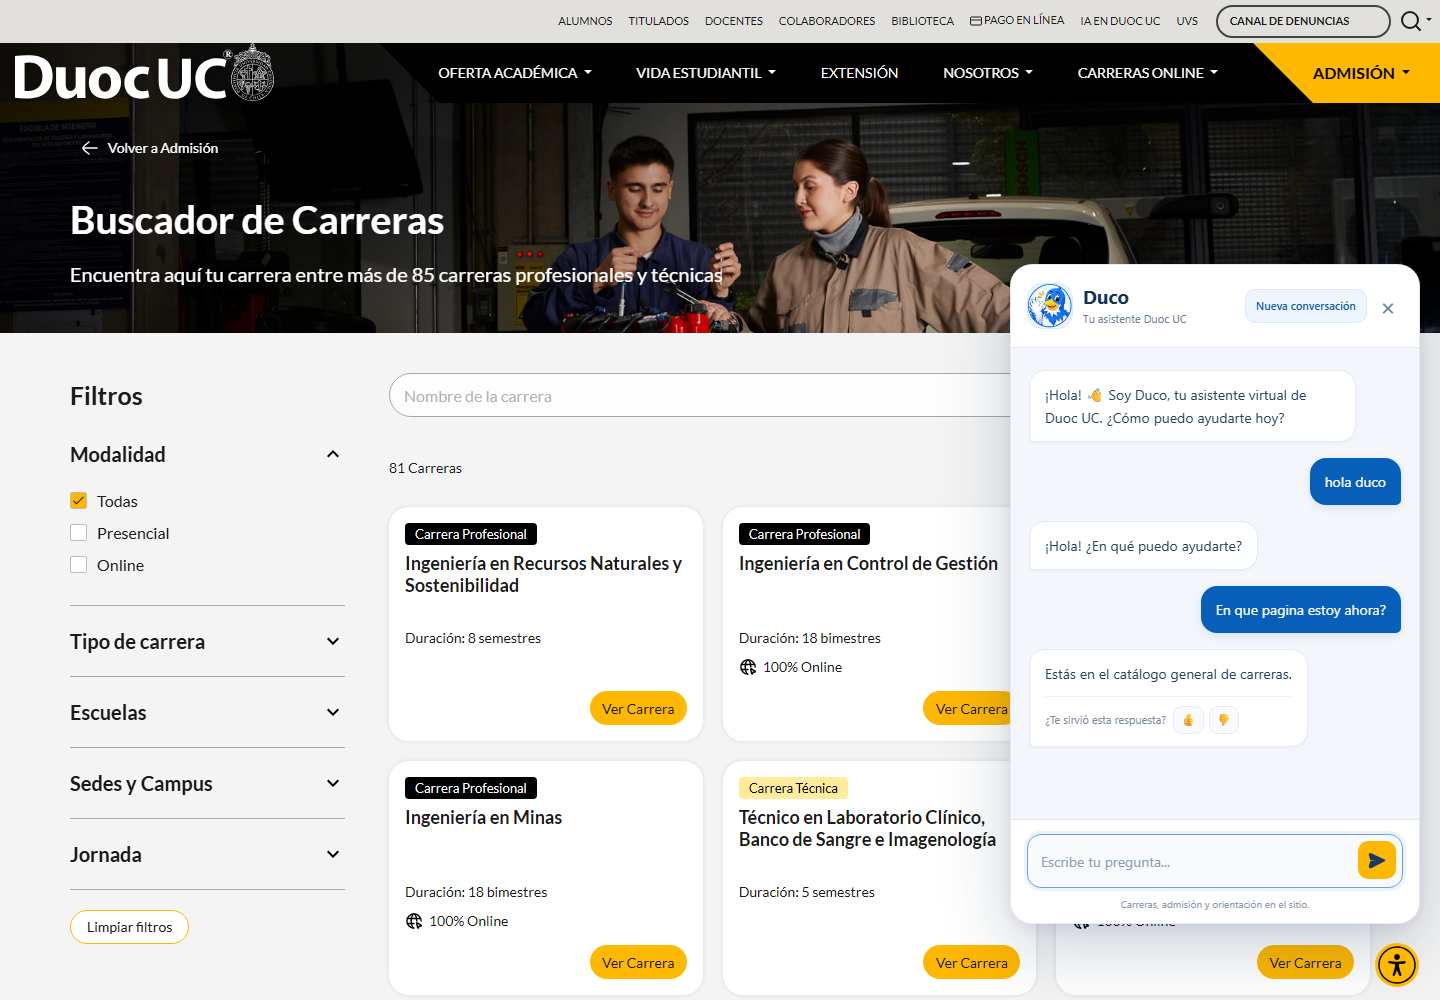 ALUMNOS TITULADOS DOCENTES COLABORADORES BIBLIOTECA PAGO EN LÍNEA IA EN DUOC UC UVS CANAL DE DENUNCIAS
Duoc UC®
OFERTA ACADÉMICA VIDA ESTUDIANTIL EXTENSIÓN NOSOTROS CARRERAS ONLINE ADMISIÓN
ESCUELA DE INGENIERÍA
Volver a Admisión
BOSCH
Buscador de Carreras
Encuentra aquí tu carrera entre más de 85 carreras profesionales y técnicas
Filtros
Modalidad
Todas
Presencial
Online
Tipo de carrera
Escuelas
Sedes y Campus
Jornada
Limpiar filtros
Nombre de la carrera
81 Carreras
Carrera Profesional
Ingeniería en Recursos Naturales y
Sostenibilidad
Duración: 8 semestres
Ver Carrera
Carrera Profesional
Ingeniería en Control de Gestión
Duración: 18 bimestres
100% Online
Ver Carrera
Carrera Profesional
Ingeniería en Minas
Duración: 18 bimestres
100% Online
Ver Carrera
Carrera Técnica
Técnico en Laboratorio Clínico,
Banco de Sangre e Imagenología
Duración: 5 semestres
Ver Carrera
100% Online
Ver Carrera
Duco
Tu asistente Duoc UC
Nueva conversación
¡Hola! 👋 Soy Duco, tu asistente virtual de
Duoc UC. ¿Cómo puedo ayudarte hoy?
hola duco
¡Hola! ¿En qué puedo ayudarte?
En que pagina estoy ahora?
Estás en el catálogo general de carreras.
¿Te sirvió esta respuesta? 👍 👎
Escribe tu pregunta...
Carreras, admisión y orientación en el sitio.